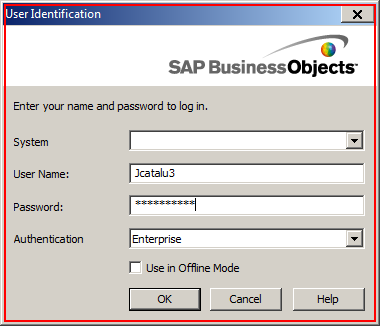 User Identification
SAP BusinessObjects™
Enter your name and password to log in.
System
User Name: Jcatalu3
Password: **********
Authentication Enterprise
Use in Offline Mode
OK Cancel Help